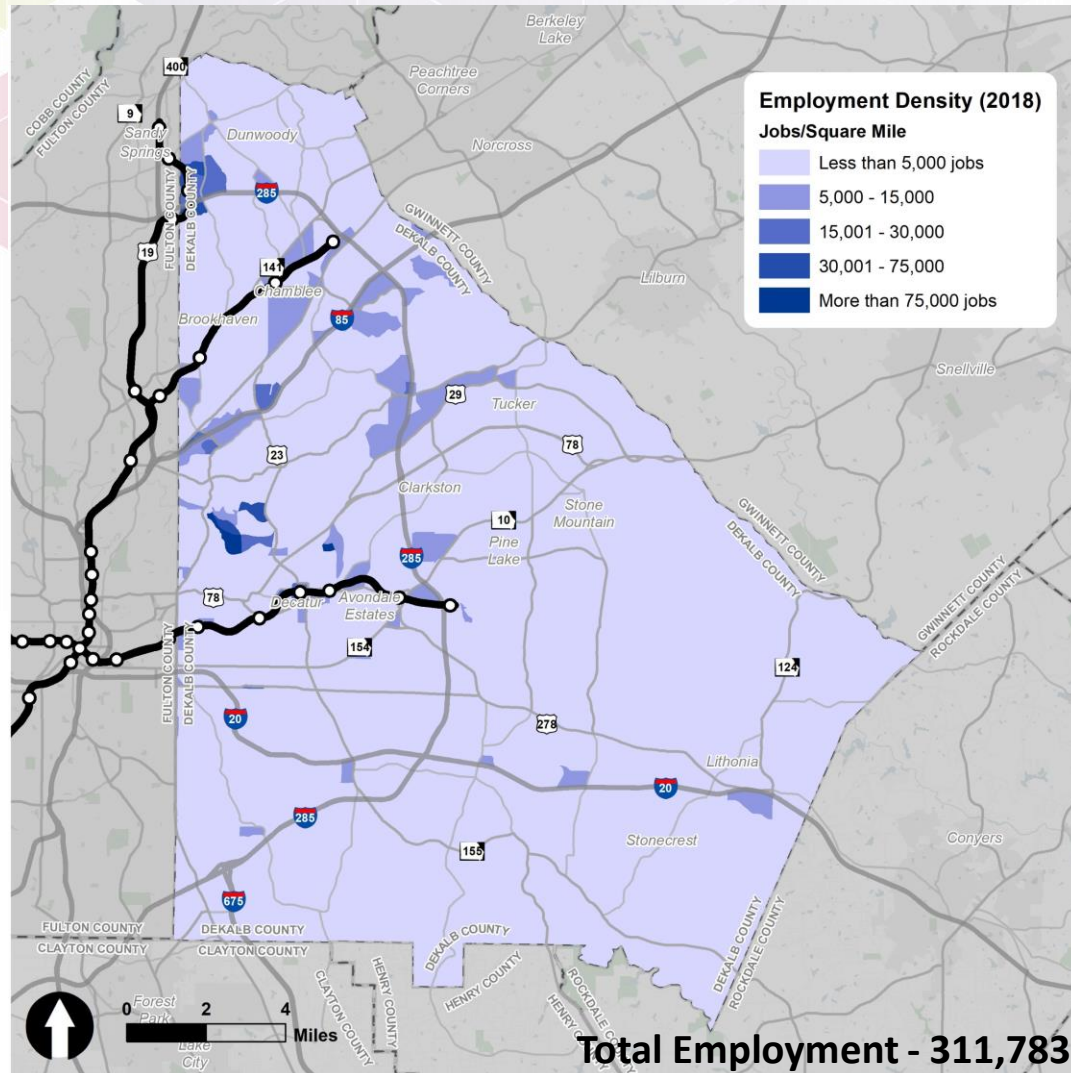 Berkeley
Lake
400
Peachtree
Corners
COBB COUNTY
FULTON COUNTY
9
Sandy
Springs
Dunwoody
Norcross
Employment Density (2018)
Jobs/Square Mile
Less than 5,000 jobs
5,000 - 15,000
15,001 - 30,000
30,001 - 75,000
More than 75,000 jobs
285
FULTON COUNTY
DEKALB COUNTY
GWINNETT COUNTY
DEKALB COUNTY
19
141
Chamblee
Lilburn
Brookhaven
85
Snellville
29
Tucker
23
78
Clarkston
Stone
Mountain
10
Pine
Lake
GWINNETT COUNTY
DEKALB COUNTY
285
78
Decatur
Avondale
Estates
GWINNETT COUNTY
ROCKDALE COUNTY
154
124
FULTON COUNTY
DEKALB COUNTY
20
278
Lithonia
20
285
Stonecrest
Conyers
155
675
FULTON COUNTY
CLAYTON COUNTY
DEKALB COUNTY
CLAYTON COUNTY
DEKALB COUNTY
HENRY COUNTY
DEKALB COUNTY
ROCKDALE COUNTY
CLAYTON COUNTY
HENRY COUNTY
HENRY COUNTY
ROCKDALE COUNTY
Forest
Park
Lake
City
0 2 4
Miles
Total Employment - 311,783